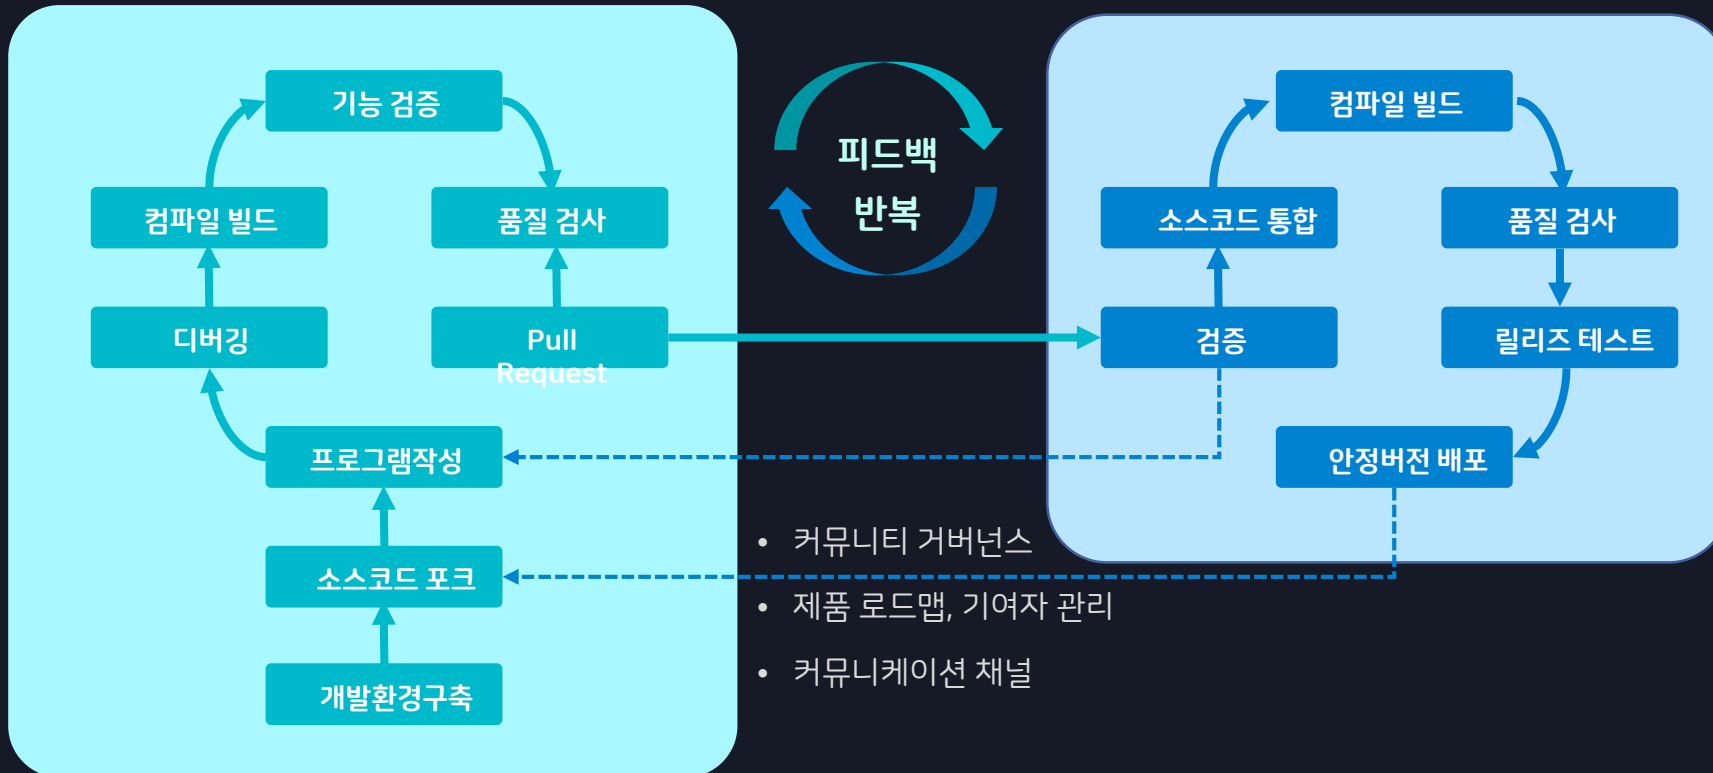 기능 검증
컴파일 빌드
품질 검사
디버깅
Pull
Request
프로그램작성
소스코드 포크
개발환경구축
피드백
반복
컴파일 빌드
소스코드 통합
품질 검사
검증
릴리즈 테스트
안정버전 배포
• 커뮤니티 거버넌스
• 제품 로드맵, 기여자 관리
• 커뮤니케이션 채널